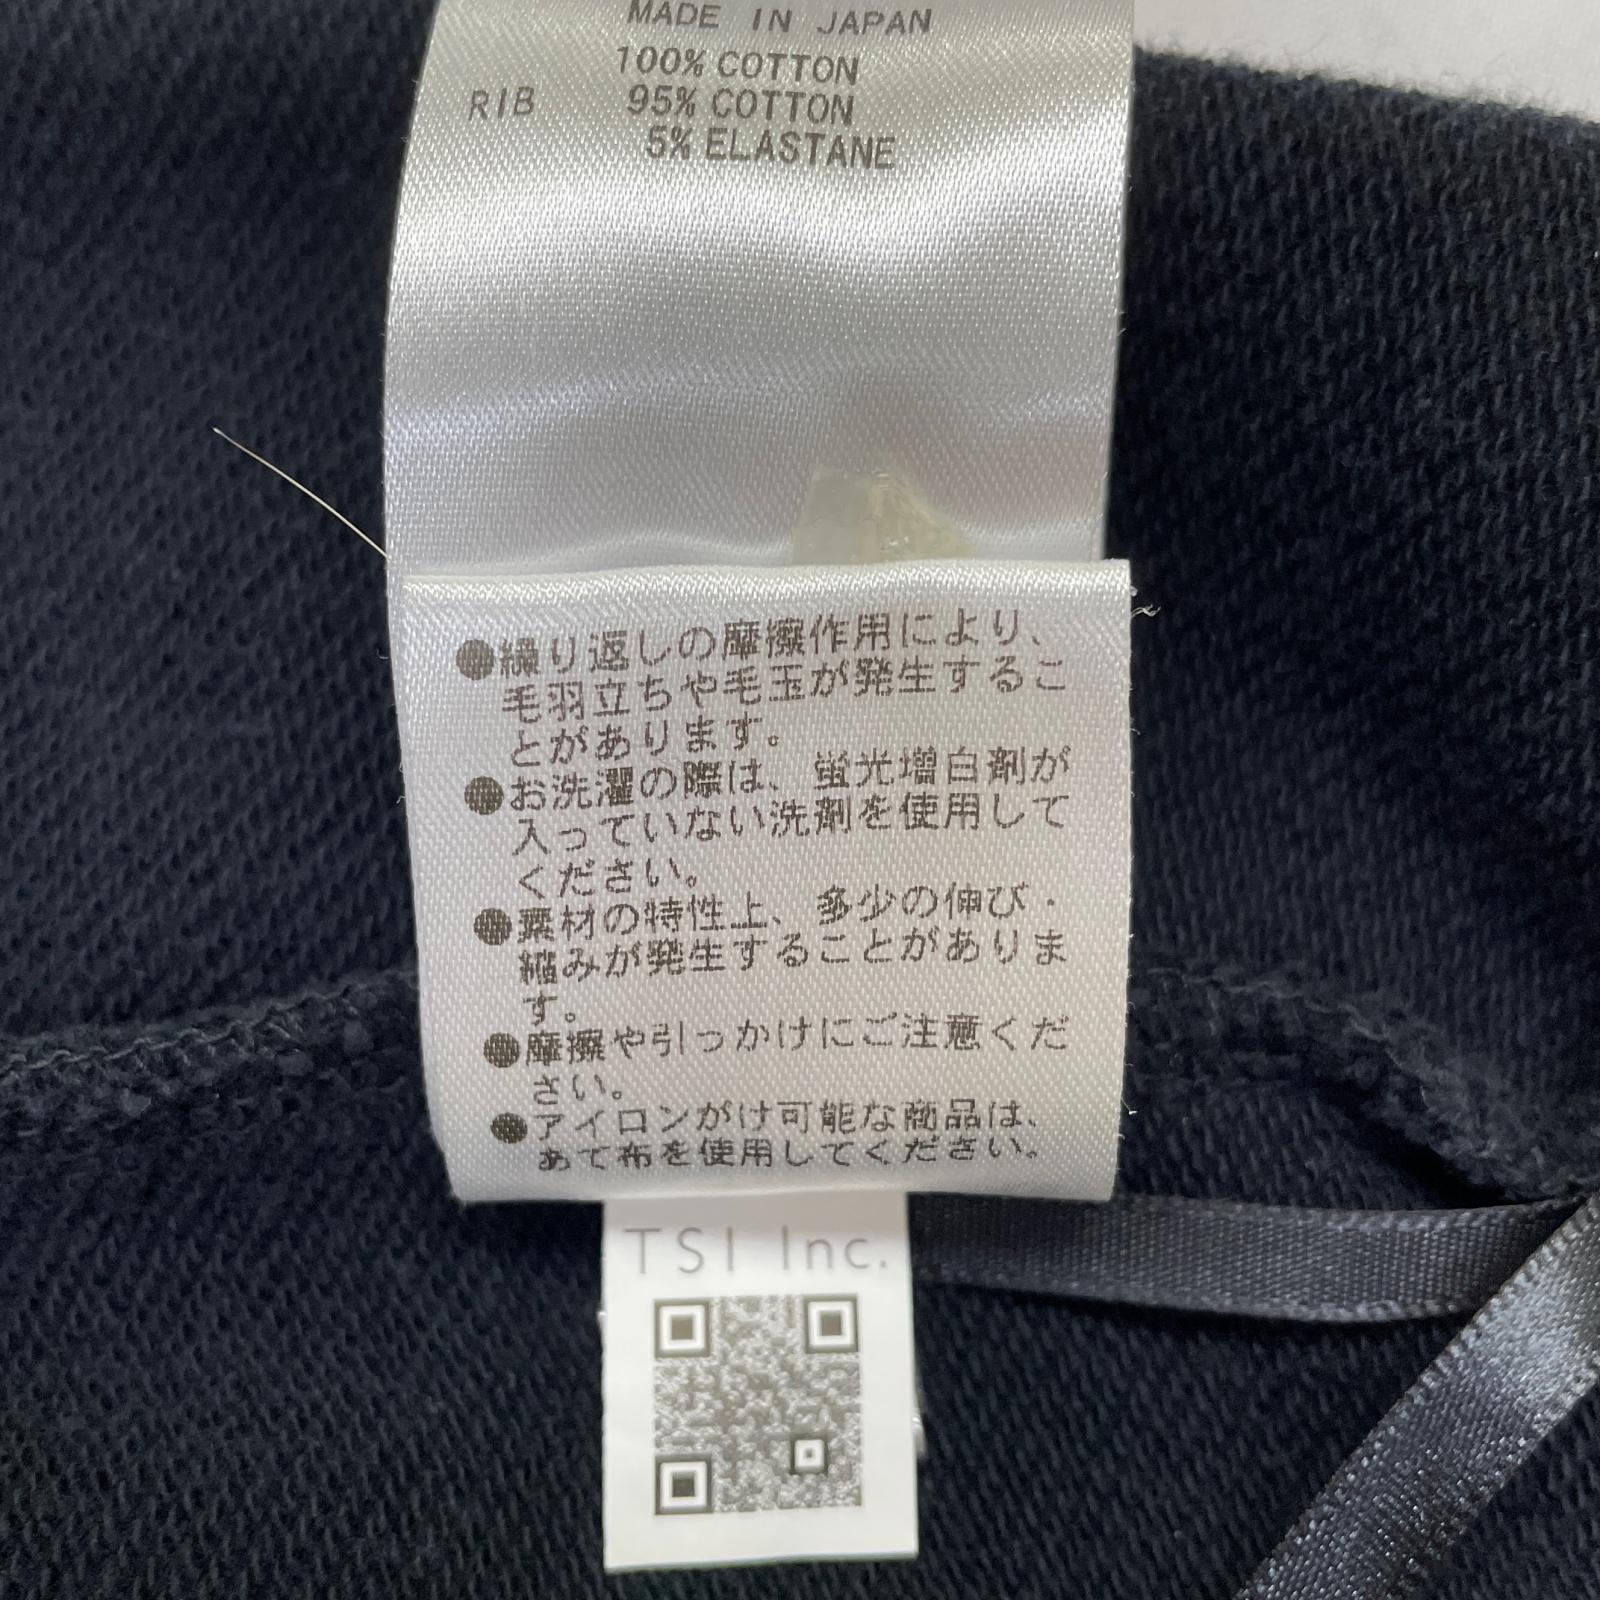 MADE IN JAPAN
100% COTTON
RIB 95% COTTON
5% ELASTANE
●繰り返しの摩擦作用により、
毛羽立ちや毛玉が発生するこ
とがあります。
●お洗濯の際は、蛍光増白剤が
入っていない洗剤を使用して
ください。
●素材の特性上、多少の伸び・
縮みが発生することがありま
す。
●摩擦や引っかけにご注意くだ
さい。
●アイロンがけ可能な商品は、
あて布を使用してください。
TSI Inc.